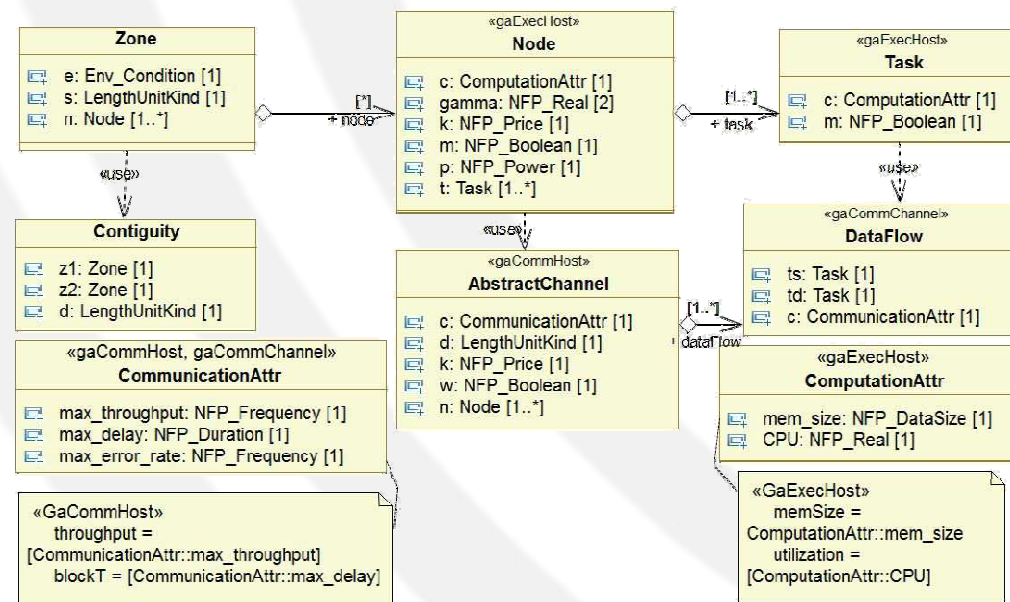 Zone
e: Env_Condition [1]
s: LengthUnitKind [1]
n: Node [1..*]
«gaExecHost»
Node
c: ComputationAttr [1]
gamma: NFP_Real [2]
k: NFP_Price [1]
m: NFP_Boolean [1]
p: NFP_Power [1]
t: Task [1..*]
«gaExecHost»
Task
c: ComputationAttr [1]
m: NFP_Boolean [1]
[*]
+ node
[1..*]
+ task
«use»
«use»
«use»
Contiguity
z1: Zone [1]
z2: Zone [1]
d: LengthUnitKind [1]
«gaCommHost»
AbstractChannel
c: CommunicationAttr [1]
d: LengthUnitKind [1]
k: NFP_Price [1]
w: NFP_Boolean [1]
n: Node [1..*]
«gaCommChannel»
DataFlow
ts: Task [1]
td: Task [1]
c: CommunicationAttr [1]
[1..*]
+ dataFlow
«gaCommHost, gaCommChannel»
CommunicationAttr
max_throughput: NFP_Frequency [1]
max_delay: NFP_Duration [1]
max_error_rate: NFP_Frequency [1]
«gaExecHost»
ComputationAttr
mem_size: NFP_DataSize [1]
CPU: NFP_Real [1]
«GaCommHost»
throughput =
[CommunicationAttr::max_throughput]
blockT = [CommunicationAttr::max_delay]
«GaExecHost»
memSize =
ComputationAttr::mem_size
utilization =
[ComputationAttr::CPU]